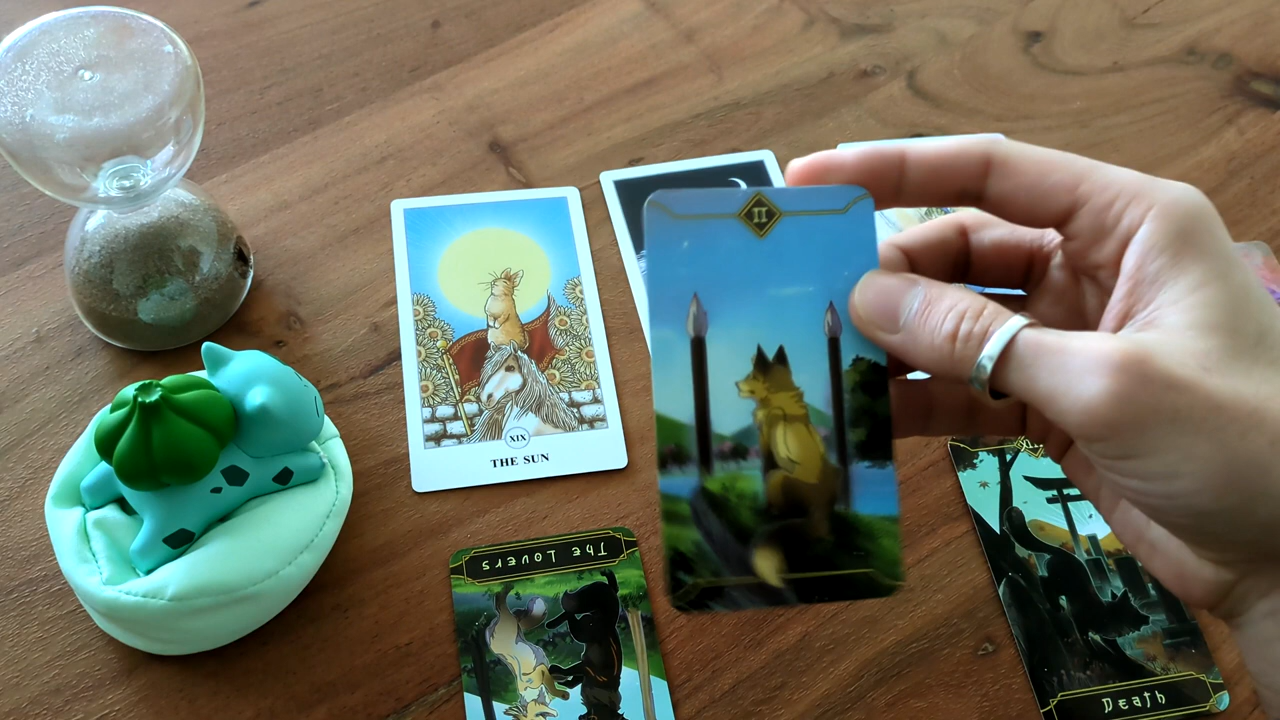 II
XIX
THE SUN
The Lovers
Death